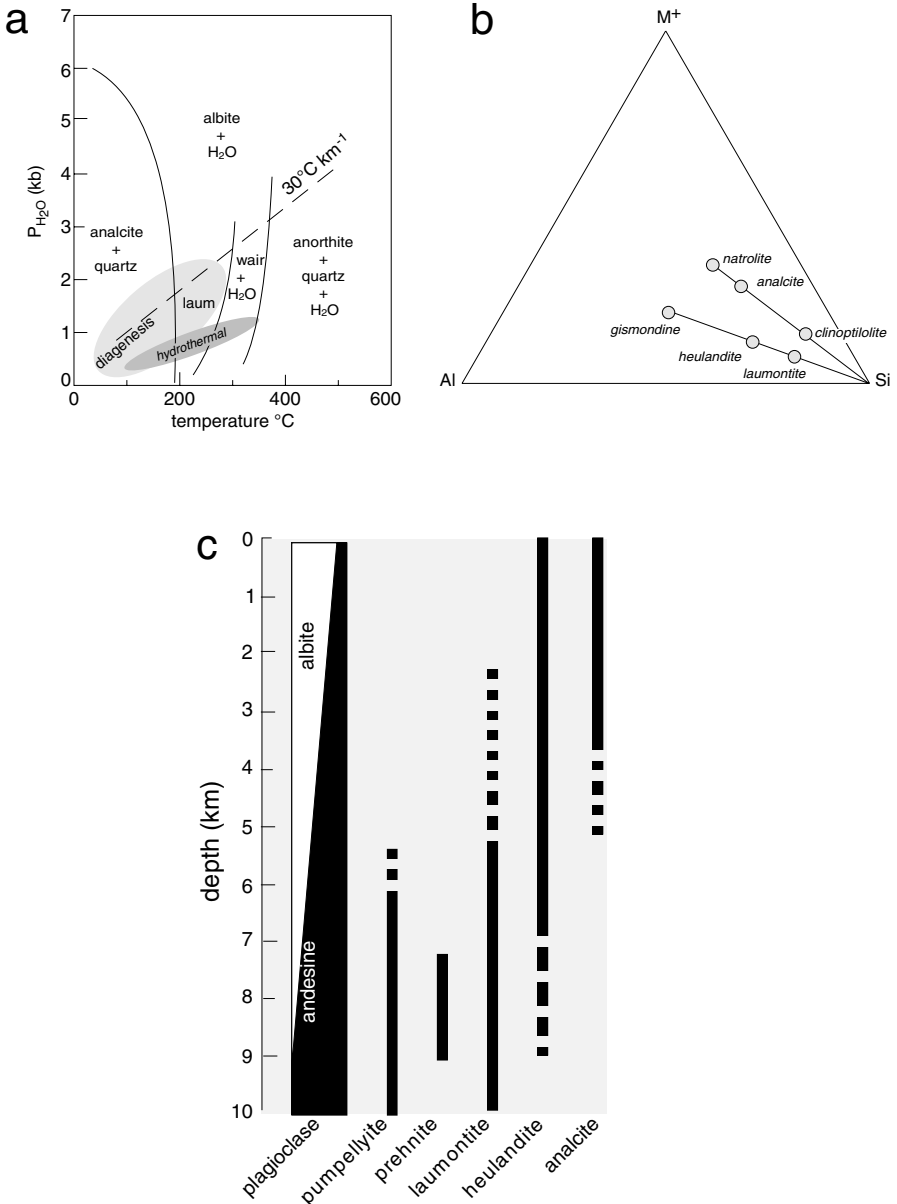 a
7
6
5
4
3
2
1
0
P_H2O (kb)
0
200
400
600
temperature °C
albite
+
H2O
30°C km-1
analcite
+
quartz
wair
+
H2O
anorthite
+
quartz
+
H2O
laum
diagenesis
hydrothermal
b
M+
natrolite
analcite
gismondine
clinoptilolite
heulandite
laumontite
Al
Si
c
0
1
2
3
4
5
6
7
8
9
10
depth (km)
albite
andesine
plagioclase
pumpellyite
prehnite
laumontite
heulandite
analcite